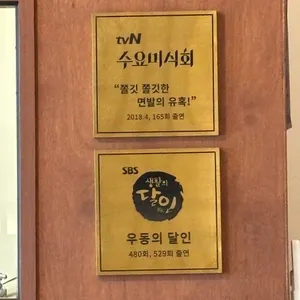 tvN
수요미식회
“쫄깃 쫄깃한
면발의 유혹!”
2018.4, 165회 출연
SBS
생활의
달인
우동의 달인
480회, 529회 출연